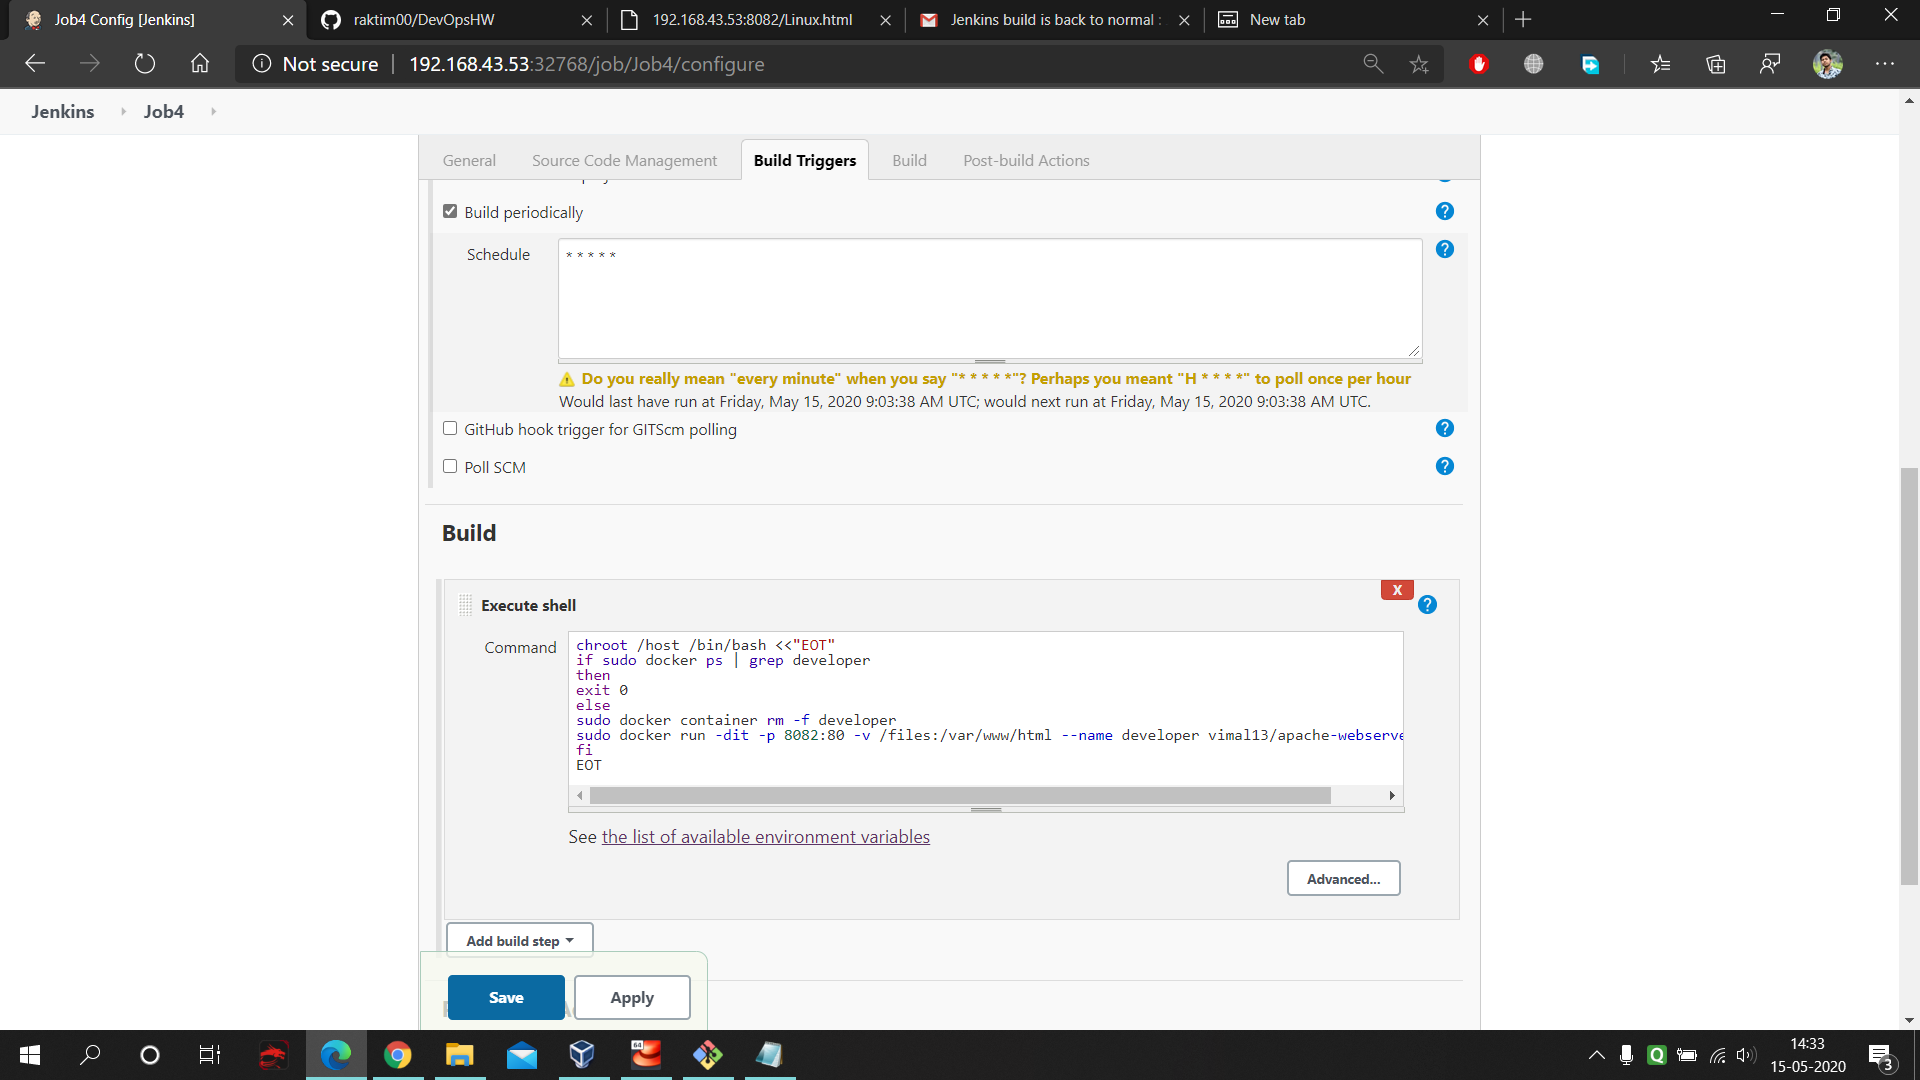 Job4 Config [Jenkins]
raktim00/DevOpsHW
192.168.43.53:8082/Linux.html
Jenkins build is back to normal :
New tab
Not secure
192.168.43.53:32768/job/Job4/configure
Jenkins
Job4
General
Source Code Management
Build Triggers
Build
Post-build Actions
Build periodically
Schedule
* * * * *
Do you really mean "every minute" when you say "* * * * *"? Perhaps you meant "H * * * *" to poll once per hour
Would last have run at Friday, May 15, 2020 9:03:38 AM UTC; would next run at Friday, May 15, 2020 9:03:38 AM UTC.
GitHub hook trigger for GITScm polling
Poll SCM
Build
X
Execute shell
Command
chroot /host /bin/bash <<"EOT"
if sudo docker ps | grep developer
then
exit 0
else
sudo docker container rm -f developer
sudo docker run -dit -p 8082:80 -v /files:/var/www/html --name developer vimal13/apache-webserve
fi
EOT
See the list of available environment variables
Advanced...
Add build step
Save
Apply
64
14:33
15-05-2020
3